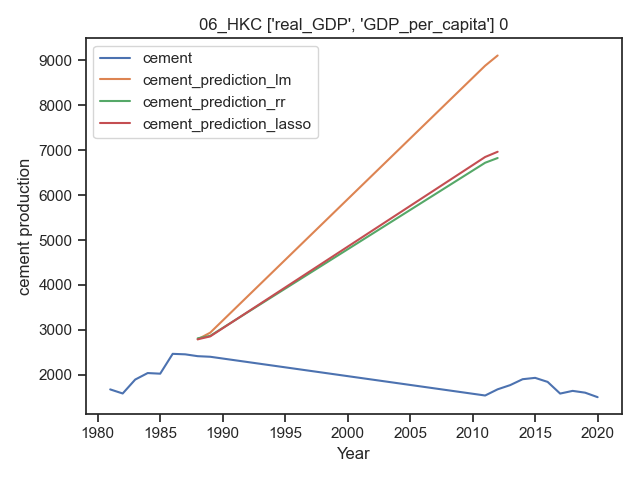 06_HKC ['real_GDP', 'GDP_per_capita'] 0
cement
cement_prediction_lm
cement_prediction_rr
cement_prediction_lasso
cement production
9000
8000
7000
6000
5000
4000
3000
2000
1980 1985 1990 1995 2000 2005 2010 2015 2020
Year